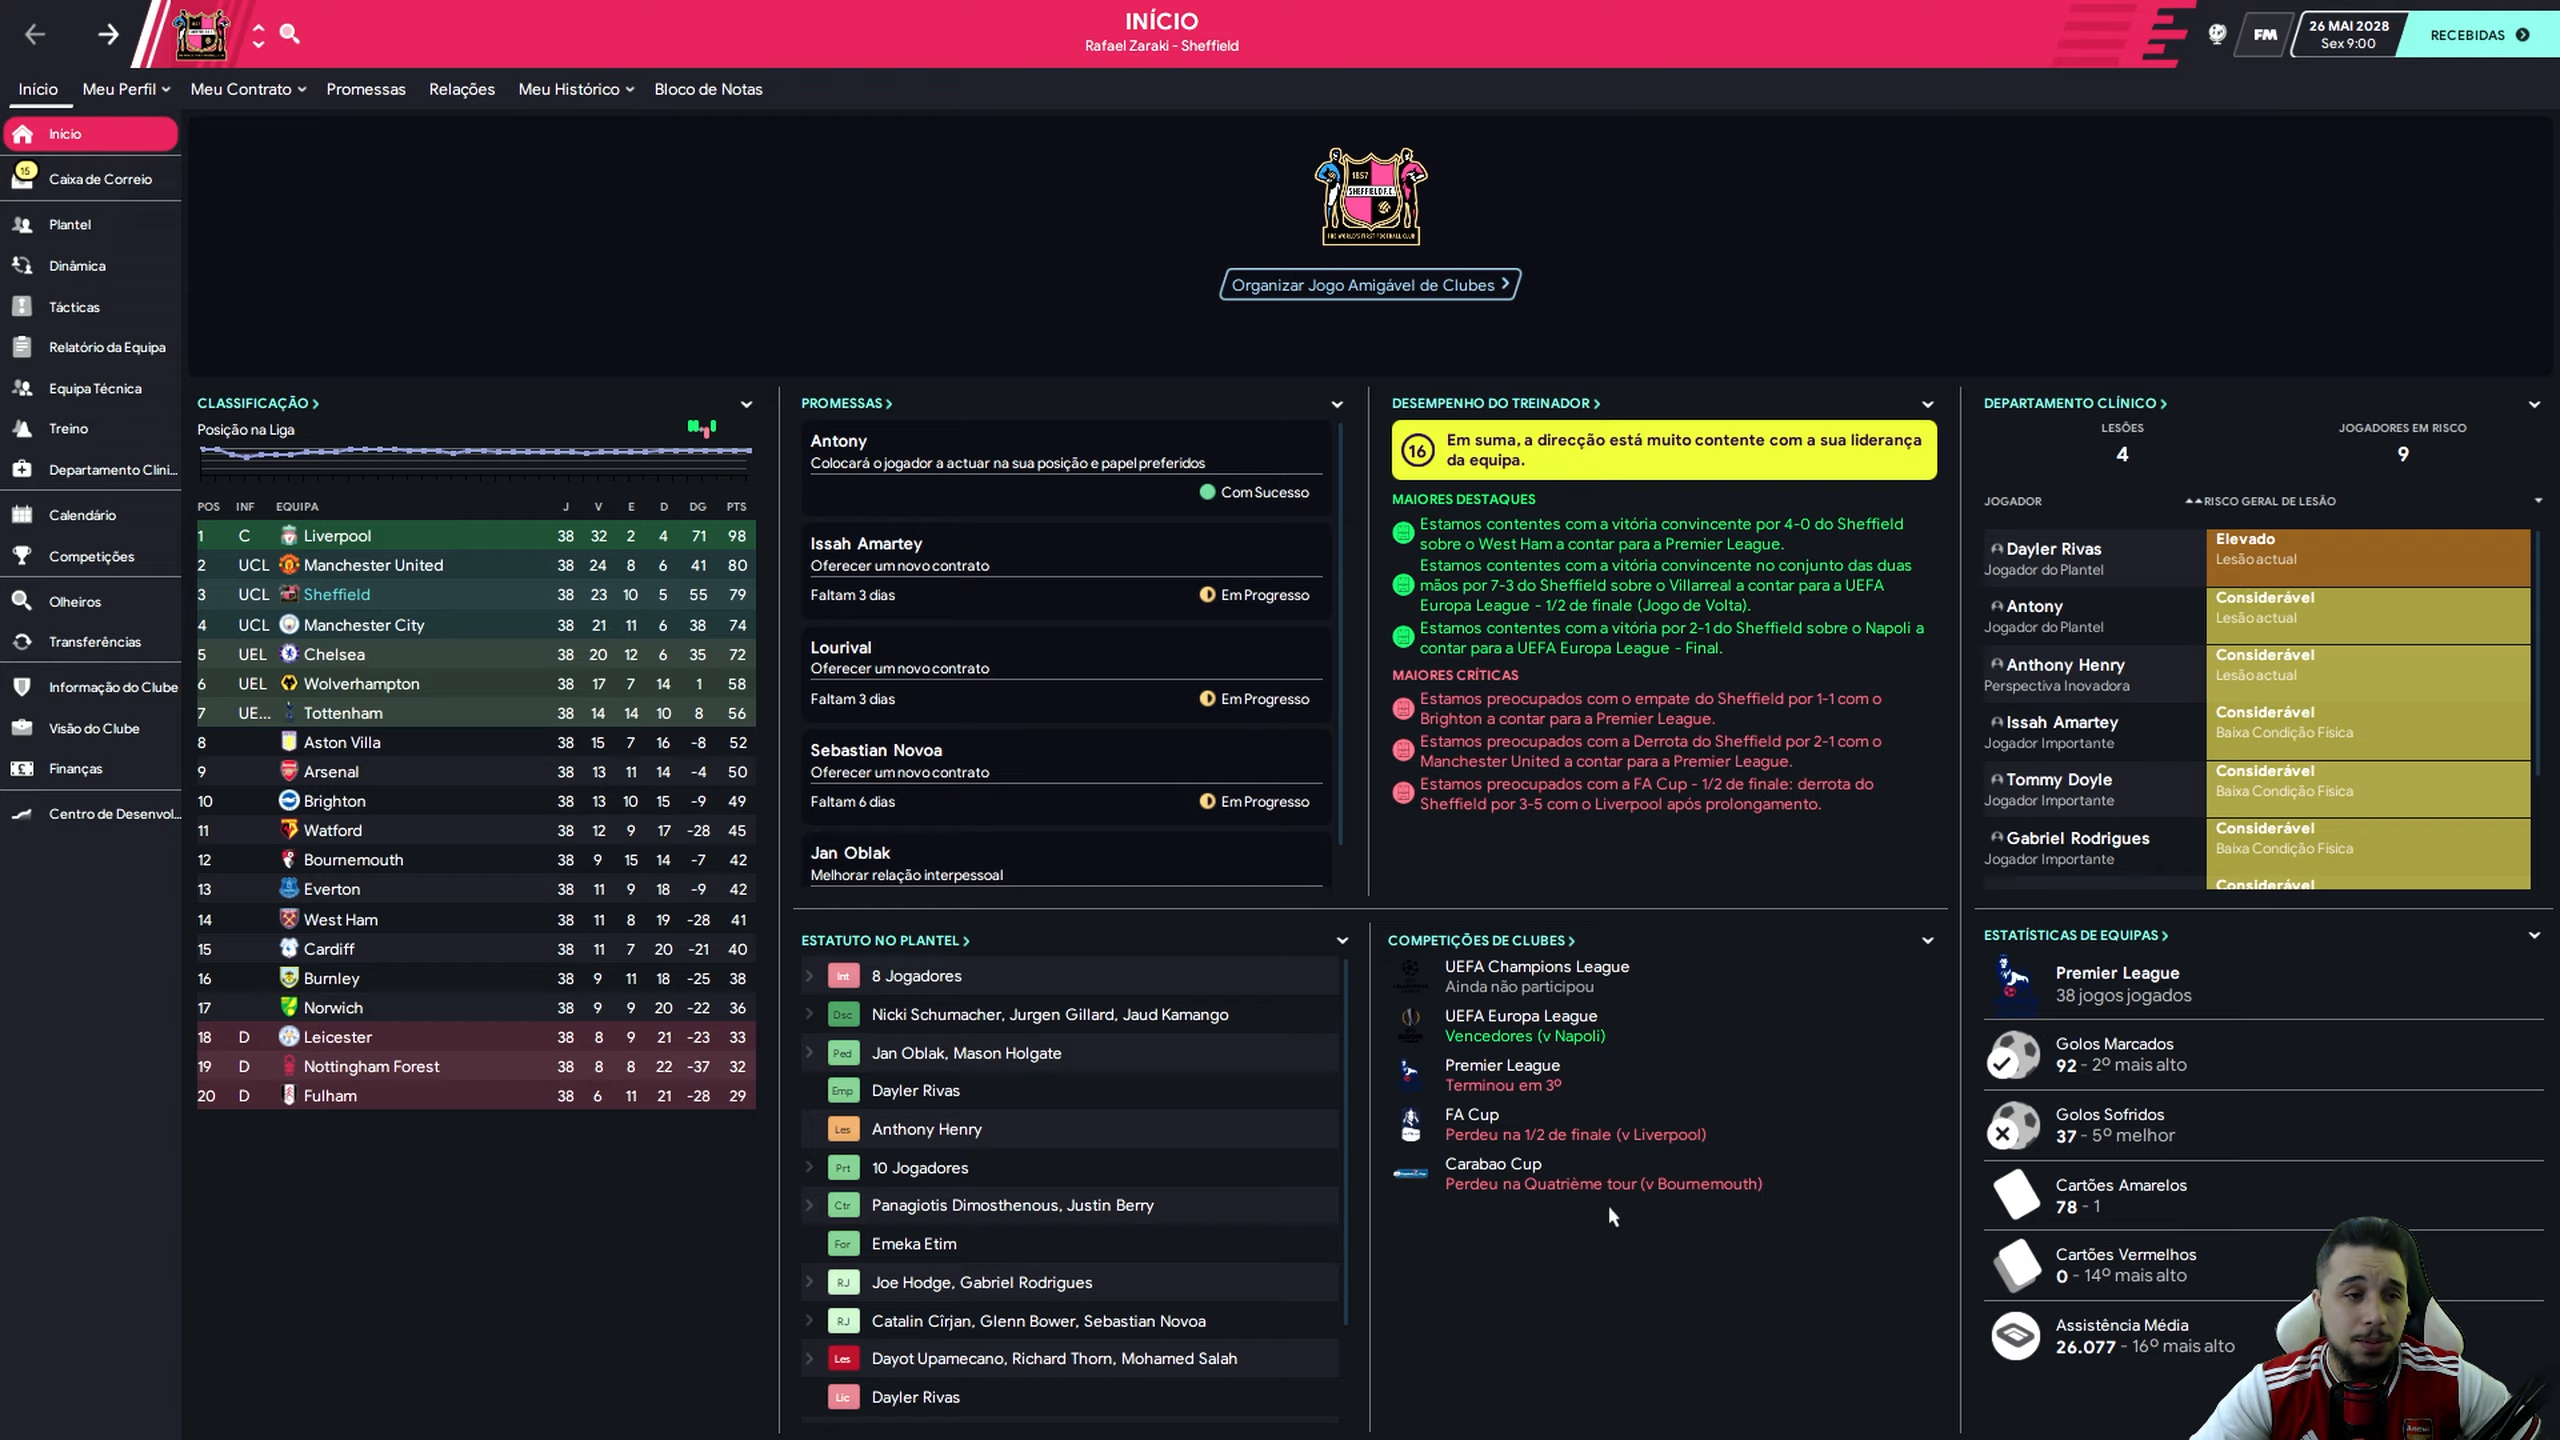 INÍCIO
Rafael Zaraki - Sheffield
FM
26 MAI 2028
Sex 9:00
RECEBIDAS
Início
Meu Perfil
Meu Contrato
Promessas
Relações
Meu Histórico
Bloco de Notas
Início
15
Caixa de Correio
Plantel
Dinâmica
Tácticas
Relatório da Equipa
Equipa Técnica
Treino
Departamento Clíni...
Calendário
Competições
Olheiros
Transferências
Informação do Clube
Visão do Clube
Finanças
Centro de Desenvol...
1857
SHEFFIELD F.C.
THE WORLD'S FIRST FOOTBALL CLUB
Organizar Jogo Amigável de Clubes
CLASSIFICAÇÃO
Posição na Liga
POS INF EQUIPA J V E D DG PTS
1 C Liverpool 38 32 2 4 71 98
2 UCL Manchester United 38 24 8 6 41 80
3 UCL Sheffield 38 23 10 5 55 79
4 UCL Manchester City 38 21 11 6 38 74
5 UEL Chelsea 38 20 12 6 35 72
6 UEL Wolverhampton 38 17 7 14 1 58
7 UE... Tottenham 38 14 14 10 8 56
8 Aston Villa 38 15 7 16 -8 52
9 Arsenal 38 13 11 14 -4 50
10 Brighton 38 13 10 15 -9 49
11 Watford 38 12 9 17 -28 45
12 Bournemouth 38 9 15 14 -7 42
13 Everton 38 11 9 18 -9 42
14 West Ham 38 11 8 19 -28 41
15 Cardiff 38 11 7 20 -21 40
16 Burnley 38 9 11 18 -25 38
17 Norwich 38 9 9 20 -22 36
18 D Leicester 38 8 9 21 -23 33
19 D Nottingham Forest 38 8 8 22 -37 32
20 D Fulham 38 6 11 21 -28 29
PROMESSAS
Antony
Colocará o jogador a actuar na sua posição e papel preferidos
Com Sucesso
Issah Amartey
Oferecer um novo contrato
Faltam 3 dias Em Progresso
Lourival
Oferecer um novo contrato
Faltam 3 dias Em Progresso
Sebastian Novoa
Oferecer um novo contrato
Faltam 6 dias Em Progresso
Jan Oblak
Melhorar relação interpessoal
DESEMPENHO DO TREINADOR
16
Em suma, a direcção está muito contente com a sua liderança
da equipa.
MAIORES DESTAQUES
Estamos contentes com a vitória convincente por 4-0 do Sheffield
sobre o West Ham a contar para a Premier League.
Estamos contentes com a vitória convincente no conjunto das duas
mãos por 7-3 do Sheffield sobre o Villarreal a contar para a UEFA
Europa League - 1/2 de finale (Jogo de Volta).
Estamos contentes com a vitória por 2-1 do Sheffield sobre o Napoli a
contar para a UEFA Europa League - Final.
MAIORES CRÍTICAS
Estamos preocupados com o empate do Sheffield por 1-1 com o
Brighton a contar para a Premier League.
Estamos preocupados com a Derrota do Sheffield por 2-1 com o
Manchester United a contar para a Premier League.
Estamos preocupados com a FA Cup - 1/2 de finale: derrota do
Sheffield por 3-5 com o Liverpool após prolongamento.
DEPARTAMENTO CLÍNICO
LESÕES JOGADORES EM RISCO
4 9
JOGADOR RISCO GERAL DE LESÃO
Dayler Rivas
Jogador do Plantel
Elevado
Lesão actual
Antony
Jogador do Plantel
Considerável
Lesão actual
Anthony Henry
Perspectiva Inovadora
Considerável
Lesão actual
Issah Amartey
Jogador Importante
Considerável
Baixa Condição Física
Tommy Doyle
Jogador Importante
Considerável
Baixa Condição Física
Gabriel Rodrigues
Jogador Importante
Considerável
Baixa Condição Física
Considerável
ESTATUTO NO PLANTEL
Int 8 Jogadores
Dsc Nicki Schumacher, Jurgen Gillard, Jaud Kamango
Ped Jan Oblak, Mason Holgate
Emp Dayler Rivas
Les Anthony Henry
Prt 10 Jogadores
Ctr Panagiotis Dimosthenous, Justin Berry
For Emeka Etim
RJ Joe Hodge, Gabriel Rodrigues
RJ Catalin Cîrjan, Glenn Bower, Sebastian Novoa
Les Dayot Upamecano, Richard Thorn, Mohamed Salah
Lic Dayler Rivas
COMPETIÇÕES DE CLUBES
UEFA Champions League
Ainda não participou
UEFA Europa League
Vencedores (v Napoli)
Premier League
Terminou em 3º
FA Cup
Perdeu na 1/2 de finale (v Liverpool)
Carabao Cup
Perdeu na Quatrième tour (v Bournemouth)
ESTATÍSTICAS DE EQUIPAS
Premier League
38 jogos jogados
Golos Marcados
92 - 2º mais alto
Golos Sofridos
37 - 5º melhor
Cartões Amarelos
78 - 1
Cartões Vermelhos
0 - 14º mais alto
Assistência Média
26.077 - 16º mais alto